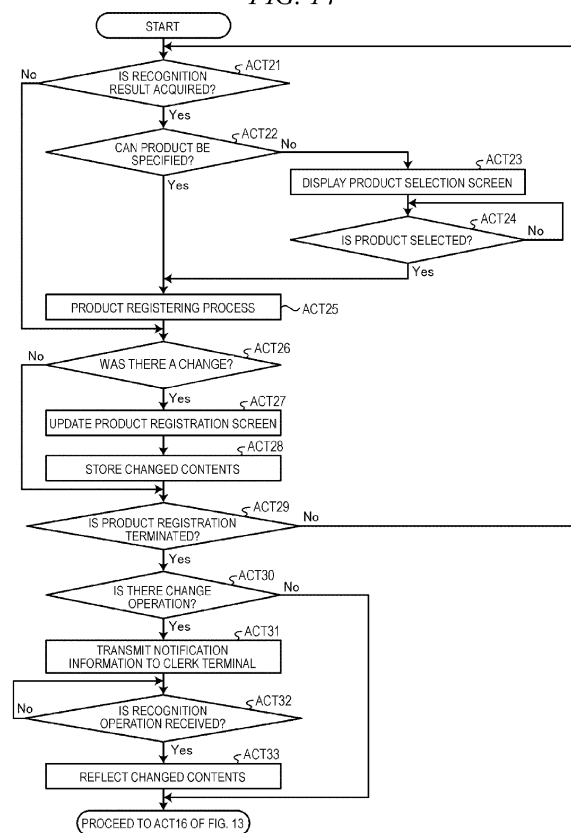 START
ACT21
No
IS RECOGNITION
RESULT ACQUIRED?
Yes
ACT22
No
CAN PRODUCT BE
SPECIFIED?
Yes
ACT23
DISPLAY PRODUCT SELECTION SCREEN
ACT24
No
IS PRODUCT SELECTED?
Yes
PRODUCT REGISTERING PROCESS
ACT25
ACT26
No
WAS THERE A CHANGE?
Yes
ACT27
UPDATE PRODUCT REGISTRATION SCREEN
ACT28
STORE CHANGED CONTENTS
ACT29
No
IS PRODUCT REGISTRATION
TERMINATED?
Yes
ACT30
No
IS THERE CHANGE
OPERATION?
Yes
ACT31
TRANSMIT NOTIFICATION
INFORMATION TO CLERK TERMINAL
ACT32
No
IS RECOGNITION
OPERATION RECEIVED?
Yes
ACT33
REFLECT CHANGED CONTENTS
PROCEED TO ACT16 OF FIG. 13